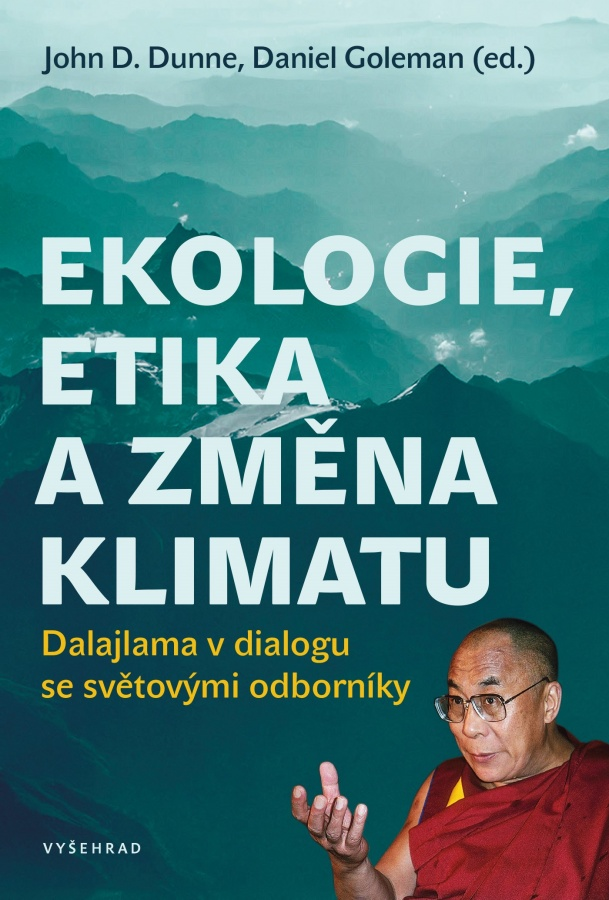 John D. Dunne, Daniel Goleman (ed.)
EKOLOGIE,
ETIKA
A ZMĚNA
KLIMATU
Dalajlama v dialogu
se světovými odborníky
VYŠEHRAD